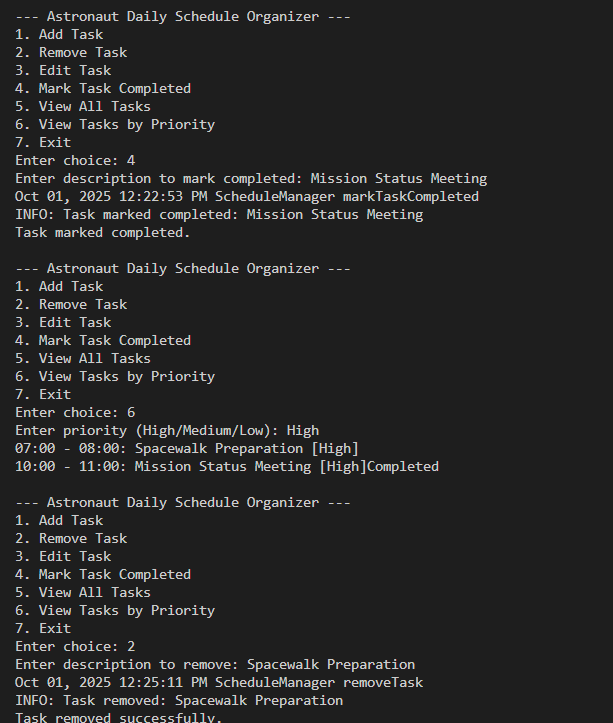 --- Astronaut Daily Schedule Organizer ---
1. Add Task
2. Remove Task
3. Edit Task
4. Mark Task Completed
5. View All Tasks
6. View Tasks by Priority
7. Exit
Enter choice: 4
Enter description to mark completed: Mission Status Meeting
Oct 01, 2025 12:22:53 PM ScheduleManager markTaskCompleted
INFO: Task marked completed: Mission Status Meeting
Task marked completed.
--- Astronaut Daily Schedule Organizer ---
1. Add Task
2. Remove Task
3. Edit Task
4. Mark Task Completed
5. View All Tasks
6. View Tasks by Priority
7. Exit
Enter choice: 6
Enter priority (High/Medium/Low): High
07:00 - 08:00: Spacewalk Preparation [High]
10:00 - 11:00: Mission Status Meeting [High]Completed
--- Astronaut Daily Schedule Organizer ---
1. Add Task
2. Remove Task
3. Edit Task
4. Mark Task Completed
5. View All Tasks
6. View Tasks by Priority
7. Exit
Enter choice: 2
Enter description to remove: Spacewalk Preparation
Oct 01, 2025 12:25:11 PM ScheduleManager removeTask
INFO: Task removed: Spacewalk Preparation
Task removed successfully.